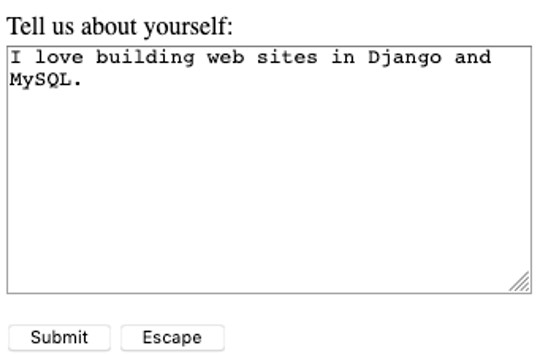 Tell us about yourself:
I love building web sites in Django and
MySQL.
Submit Escape